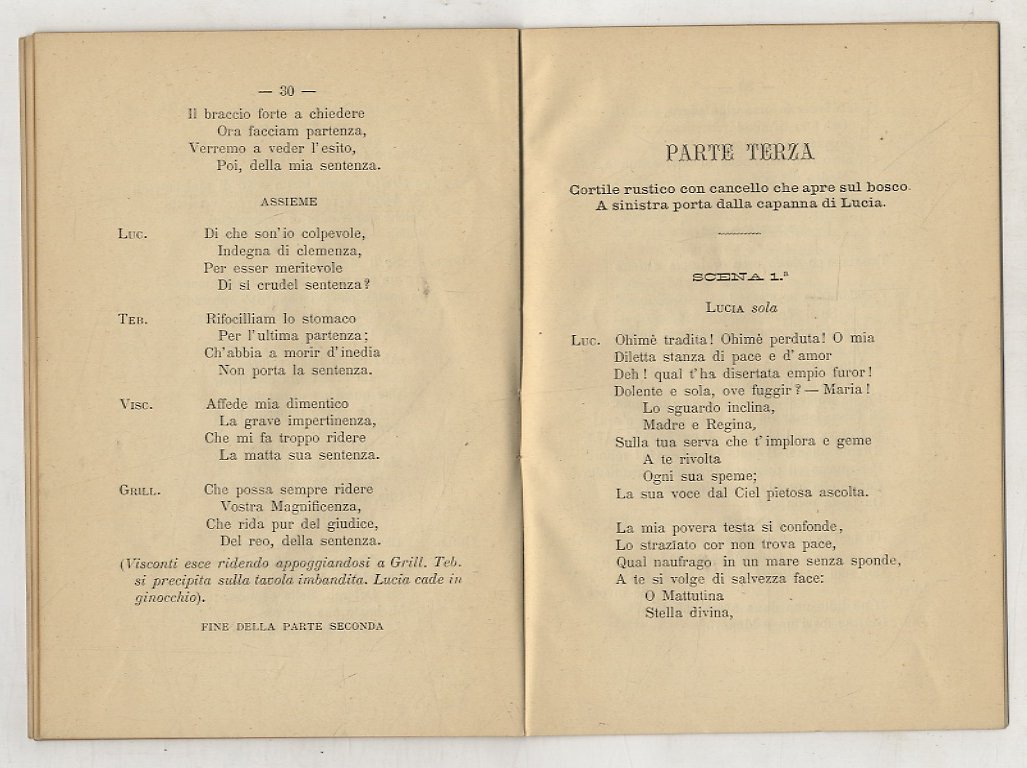 — 30 —
Il braccio forte a chiedere
Ora facciam partenza,
Verremo a veder l'esito,
Poi, della mia sentenza.
ASSIEME
Luc. Di che son'io colpevole,
Indegna di clemenza,
Per esser meritevole
Di si crudel sentenza?
Teb. Rifocilliam lo stomaco
Per l'ultima partenza;
Ch'abbia a morir d'inedia
Non porta la sentenza.
Visc. Affede mia dimentico
La grave impertinenza,
Che mi fa troppo ridere
La matta sua sentenza.
Grill. Che possa sempre ridere
Vostra Magnificenza,
Che rida pur del giudice,
Del reo, della sentenza.
(Visconti esce ridendo appoggiandosi a Grill. Teb.
si precipita sulla tavola imbandita. Lucia cade in
ginocchio).
FINE DELLA PARTE SECONDA
PARTE TERZA
Cortile rustico con cancello che apre sul bosco.
A sinistra porta dalla capanna di Lucia.
SCENA 1.ª
Lucia sola
Luc. Ohimè tradita! Ohimè perduta! O mia
Diletta stanza di pace e d'amor
Deh! qual t'ha disertata empio furor!
Dolente e sola, ove fuggir? — Maria!
Lo sguardo inclina,
Madre e Regina,
Sulla tua serva che t'implora e geme
A te rivolta
Ogni sua speme;
La sua voce dal Ciel pietosa ascolta.
La mia povera testa si confonde,
Lo straziato cor non trova pace,
Qual naufrago in un mare senza sponde,
A te si volge di salvezza face:
O Mattutina
Stella divina,